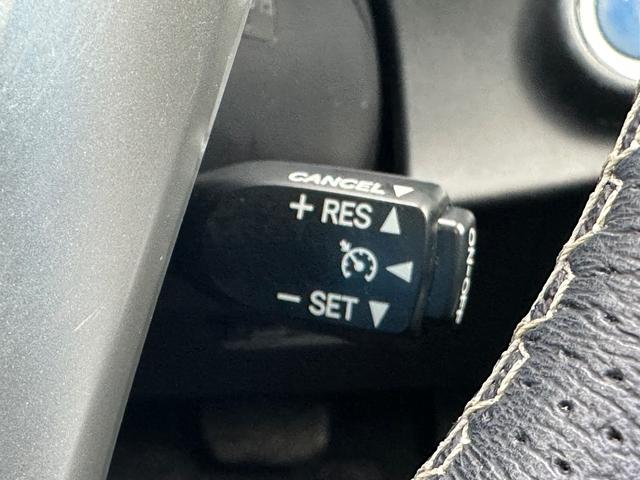 CANCEL
+ RES
- SET
ON-OFF